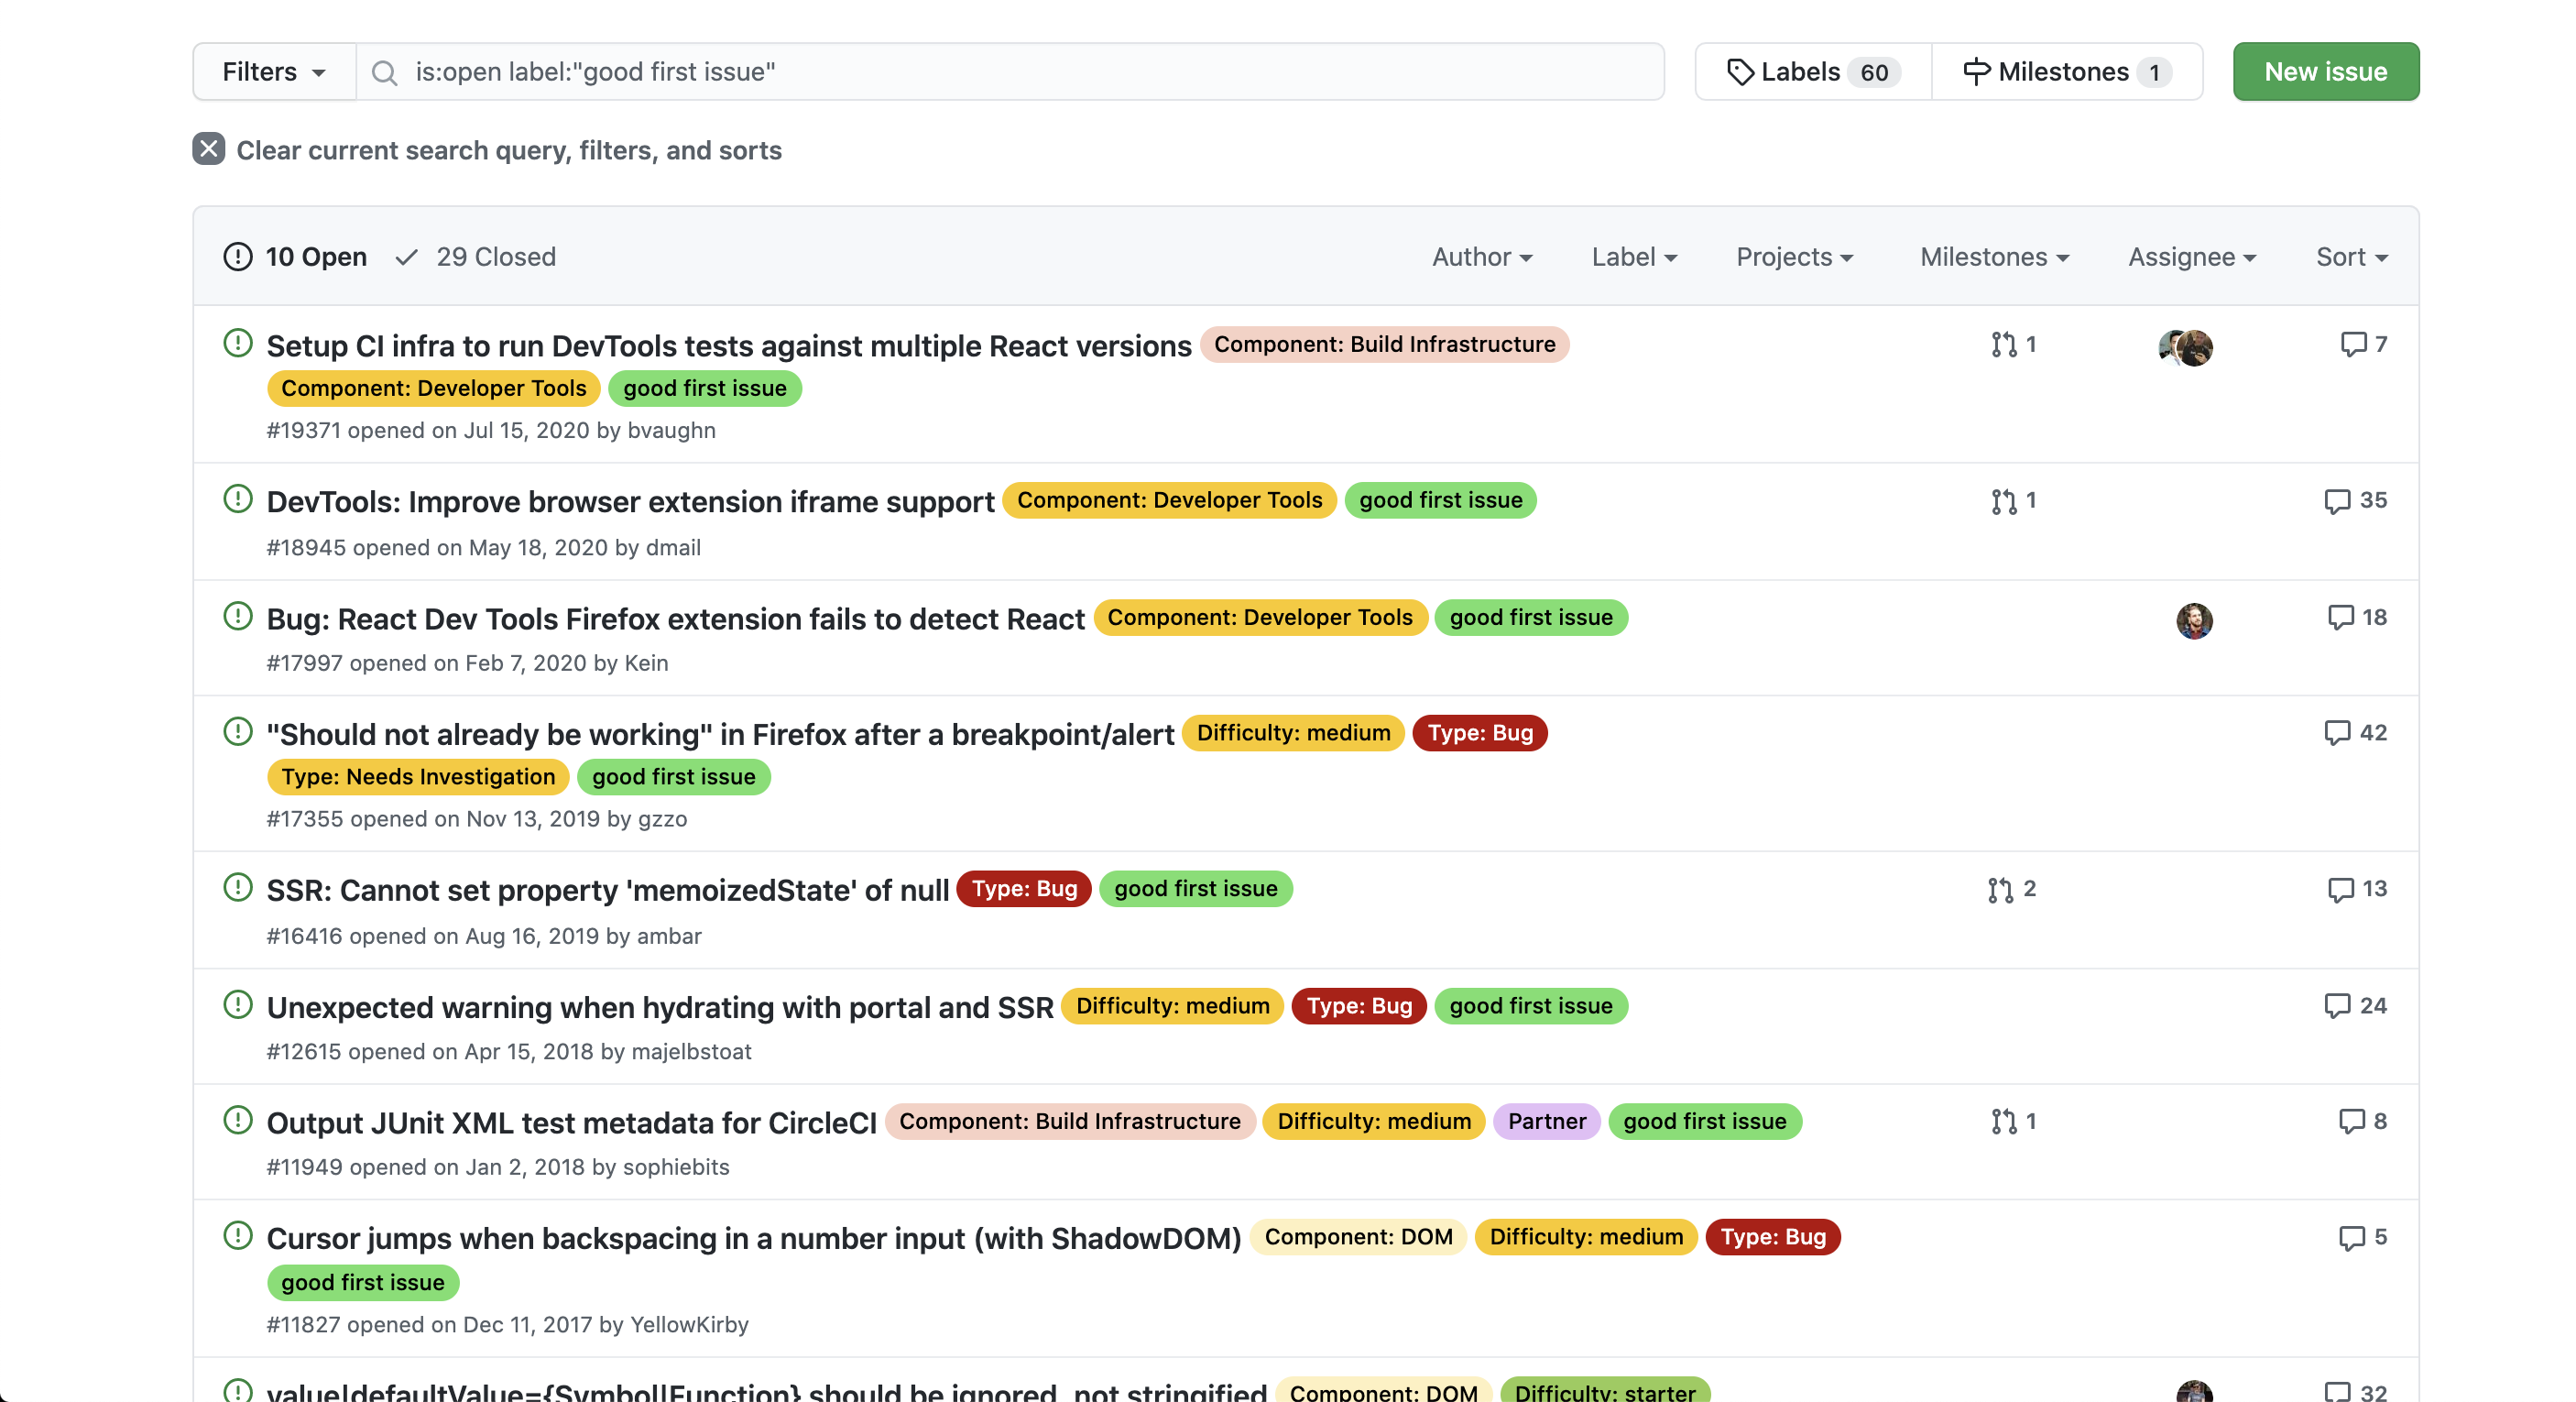 Filters is:open label:"good first issue" Labels 60 Milestones 1 New issue
Clear current search query, filters, and sorts
10 Open 29 Closed Author Label Projects Milestones Assignee Sort
Setup CI infra to run DevTools tests against multiple React versions Component: Build Infrastructure 1 7
Component: Developer Tools good first issue
#19371 opened on Jul 15, 2020 by bvaughn
DevTools: Improve browser extension iframe support Component: Developer Tools good first issue 1 35
#18945 opened on May 18, 2020 by dmail
Bug: React Dev Tools Firefox extension fails to detect React Component: Developer Tools good first issue 18
#17997 opened on Feb 7, 2020 by Kein
"Should not already be working" in Firefox after a breakpoint/alert Difficulty: medium Type: Bug 42
Type: Needs Investigation good first issue
#17355 opened on Nov 13, 2019 by gzzo
SSR: Cannot set property 'memoizedState' of null Type: Bug good first issue 2 13
#16416 opened on Aug 16, 2019 by ambar
Unexpected warning when hydrating with portal and SSR Difficulty: medium Type: Bug good first issue 24
#12615 opened on Apr 15, 2018 by majelbstoat
Output JUnit XML test metadata for CircleCI Component: Build Infrastructure Difficulty: medium Partner good first issue 1 8
#11949 opened on Jan 2, 2018 by sophiebits
Cursor jumps when backspacing in a number input (with ShadowDOM) Component: DOM Difficulty: medium Type: Bug 5
good first issue
#11827 opened on Dec 11, 2017 by YellowKirby
value|defaultValue={Symbol|Function} should be ignored, not stringified Component: DOM Difficulty: starter 32